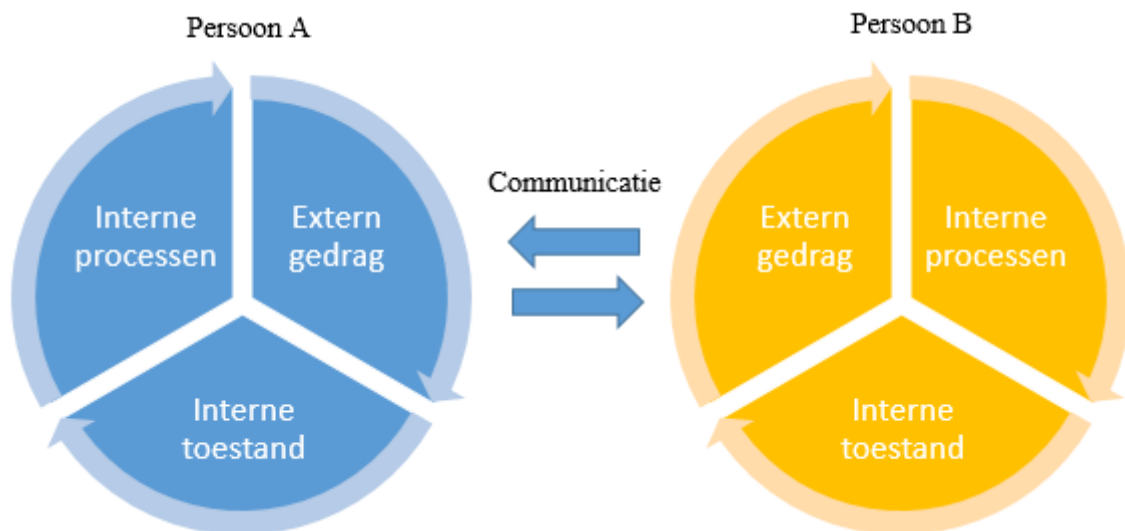 Persoon A
Persoon B
Communicatie
Interne
processen
Extern
gedrag
Interne
toestand
Extern
gedrag
Interne
processen
Interne
toestand